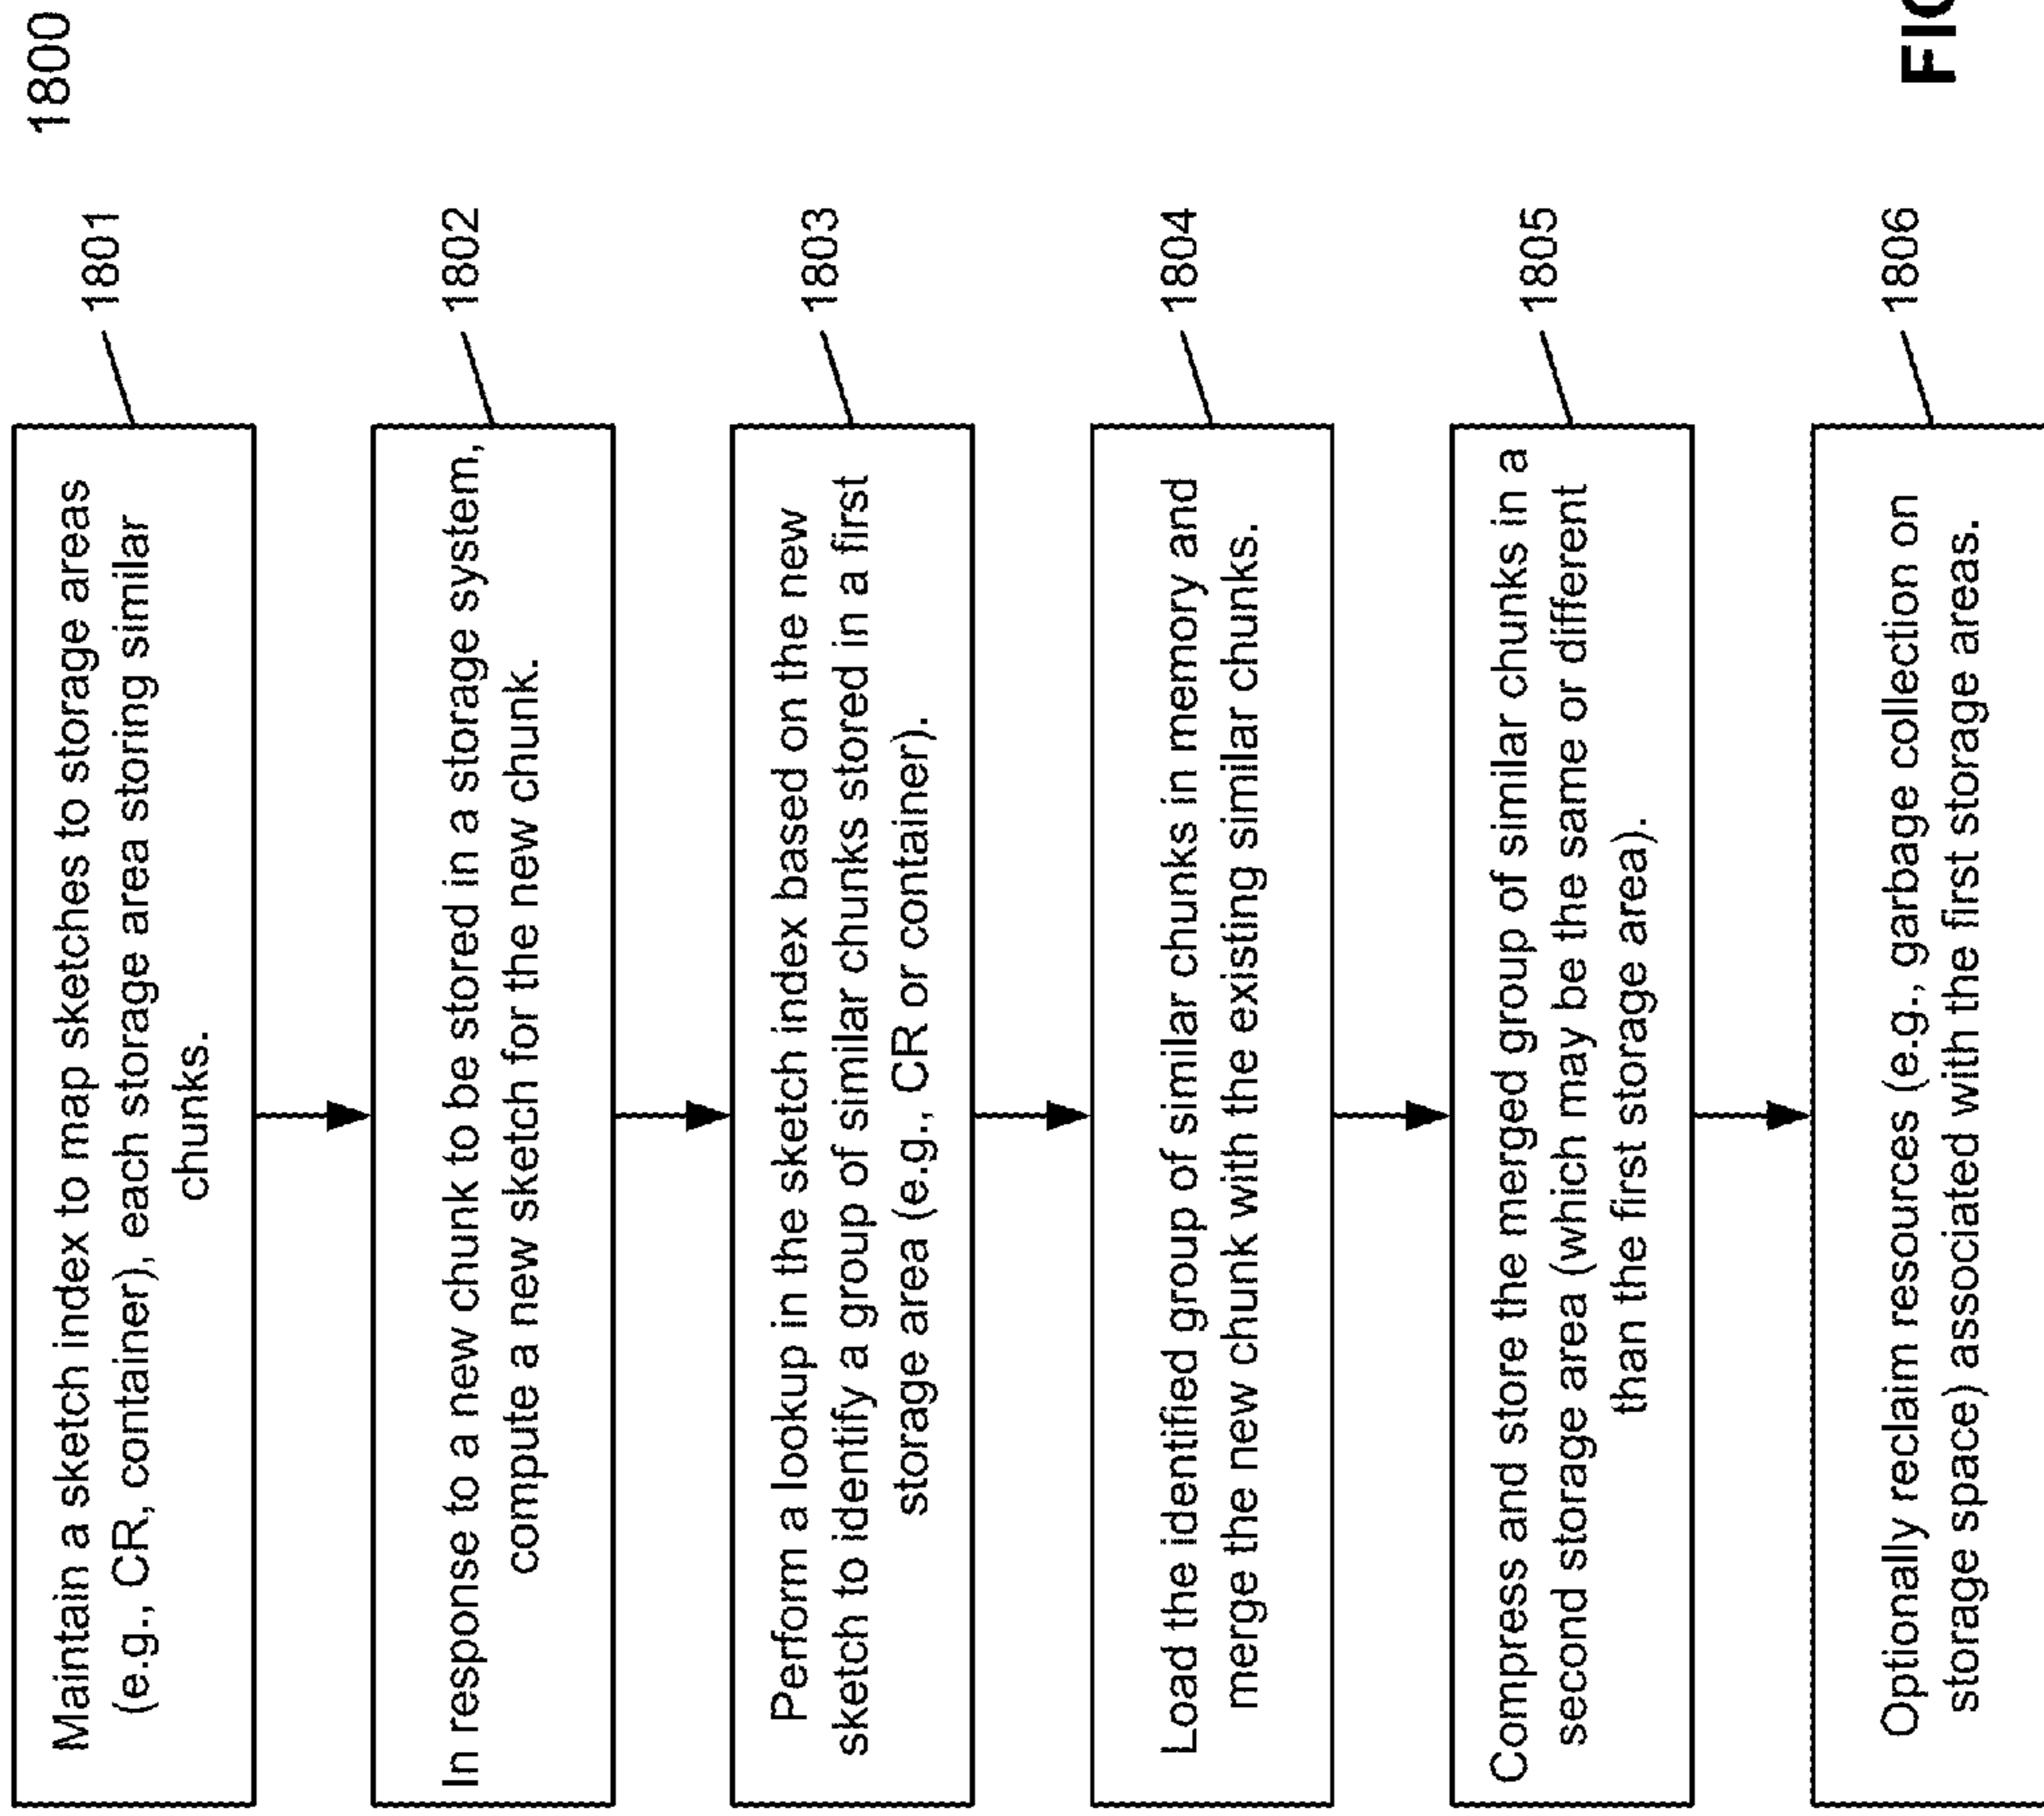 1800
Maintain a sketch index to map sketches to storage areas
(e.g., CR, container), each storage area storing similar
chunks.
1801
In response to a new chunk to be stored in a storage system,
compute a new sketch for the new chunk.
1802
Perform a lookup in the sketch index based on the new
sketch to identify a group of similar chunks stored in a first
storage area (e.g., CR or container).
1803
Load the identified group of similar chunks in memory and
merge the new chunk with the existing similar chunks.
1804
Compress and store the merged group of similar chunks in a
second storage area (which may be the same or different
than the first storage area).
1805
Optionally reclaim resources (e.g., garbage collection on
storage space) associated with the first storage areas.
1806